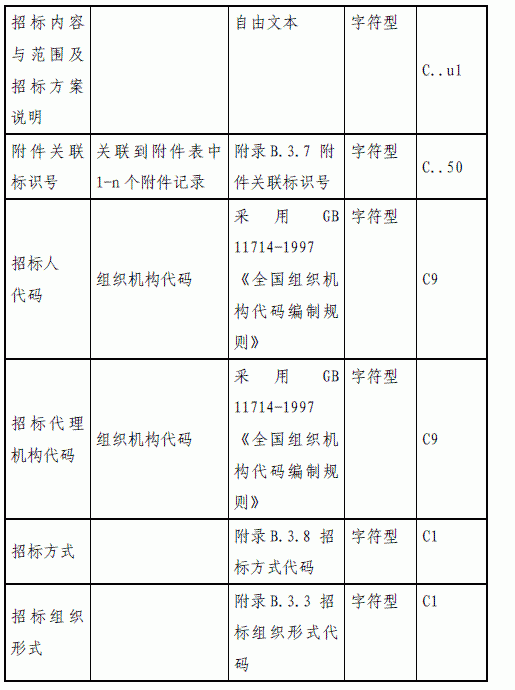 招标内容
与范围及
招标方案
说明
自由文本
字符型
C..ul
附件关联
标识号
关联到附件表中
1-n个附件记录
附录B.3.7 附
件关联标识号
字符型
C..50
招标人
代码
组织机构代码
采用GB
11714-1997
《全国组织机
构代码编制规
则》
字符型
C9
招标代理
机构代码
组织机构代码
采用GB
11714-1997
《全国组织机
构代码编制规
则》
字符型
C9
招标方式
附录B.3.8 招
标方式代码
字符型
C1
招标组织
形式
附录B.3.3 招
标组织形式代
码
字符型
C1